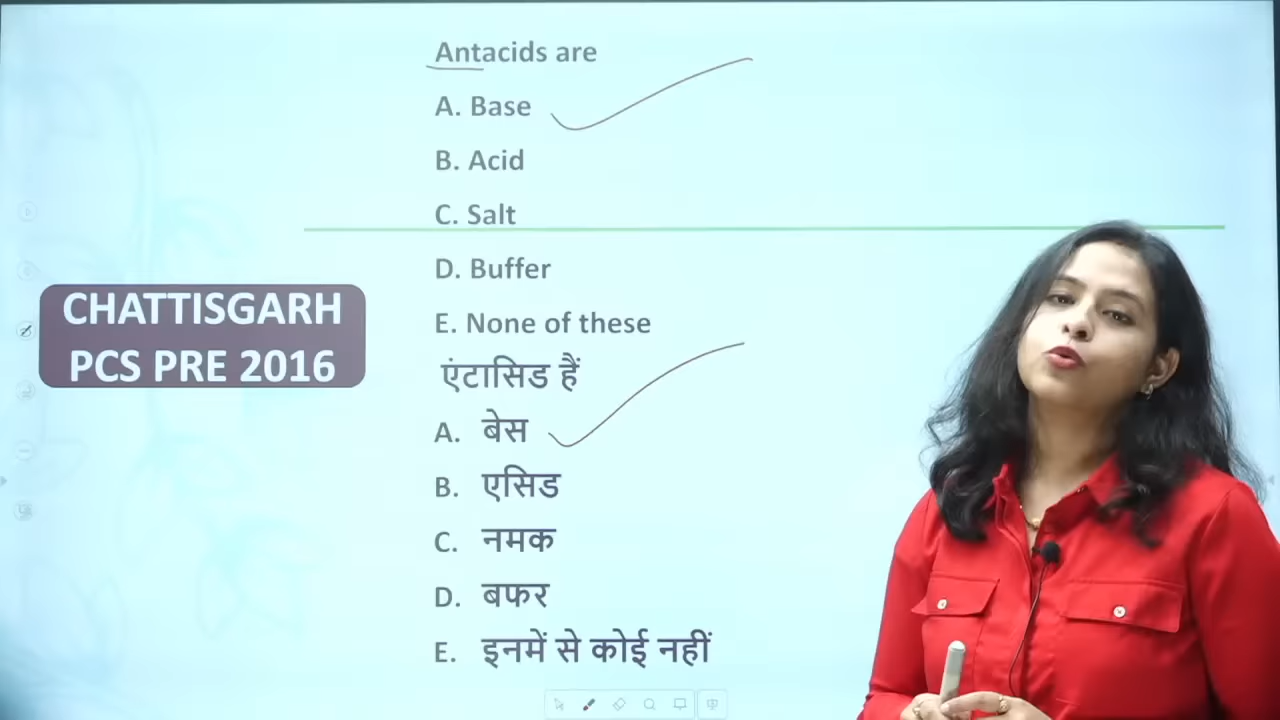 Antacids are
A. Base
B. Acid
C. Salt
D. Buffer
E. None of these
CHATTISGARH
PCS PRE 2016
एंटासिड हैं
A. बेस
B. एसिड
C. नमक
D. बफर
E. इनमें से कोई नहीं